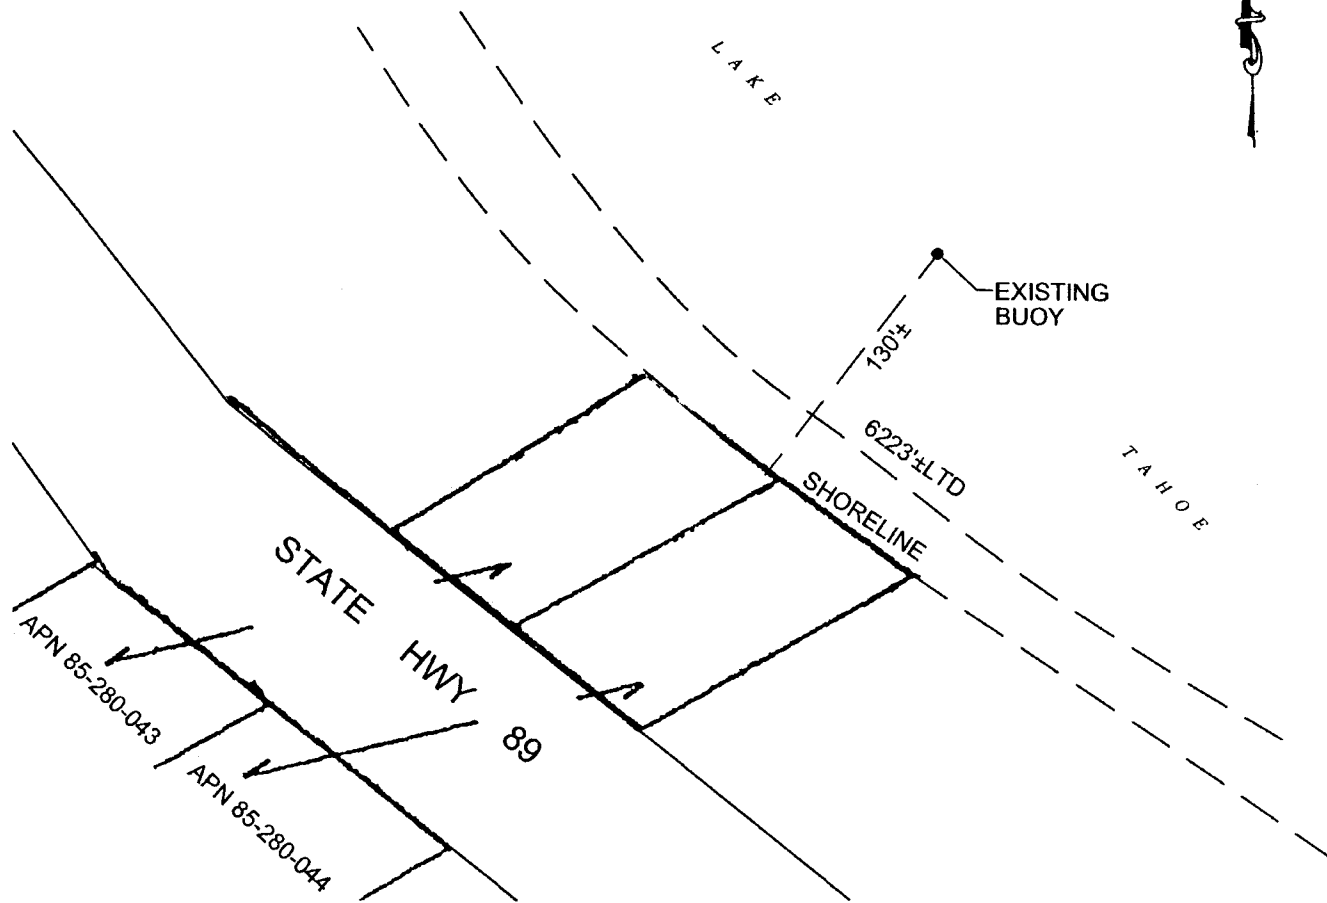 LAKE
EXISTING
BUOY
130'±
6223'±LTD
TAHOE
SHORELINE
STATE HWY 89
APN 85-280-043
APN 85-280-044